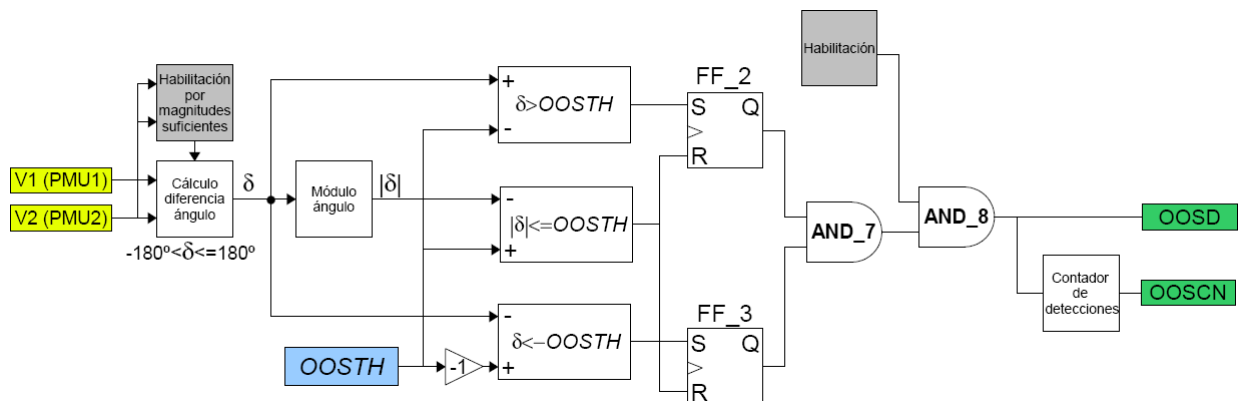 Habilitación
por
magnitudes
suficientes
V1 (PMU1)
V2 (PMU2)
Cálculo
diferencia
ángulo
-180º<δ<=180º
δ
Módulo
ángulo
|δ|
OOSTH
-1
+
δ>OOSTH
-
-
|δ|<=OOSTH
+
-
δ<−OOSTH
+
FF_2
S Q
R
FF_3
S Q
R
Habilitación
AND_7
AND_8
OOSD
Contador
de
detecciones
OOSCN